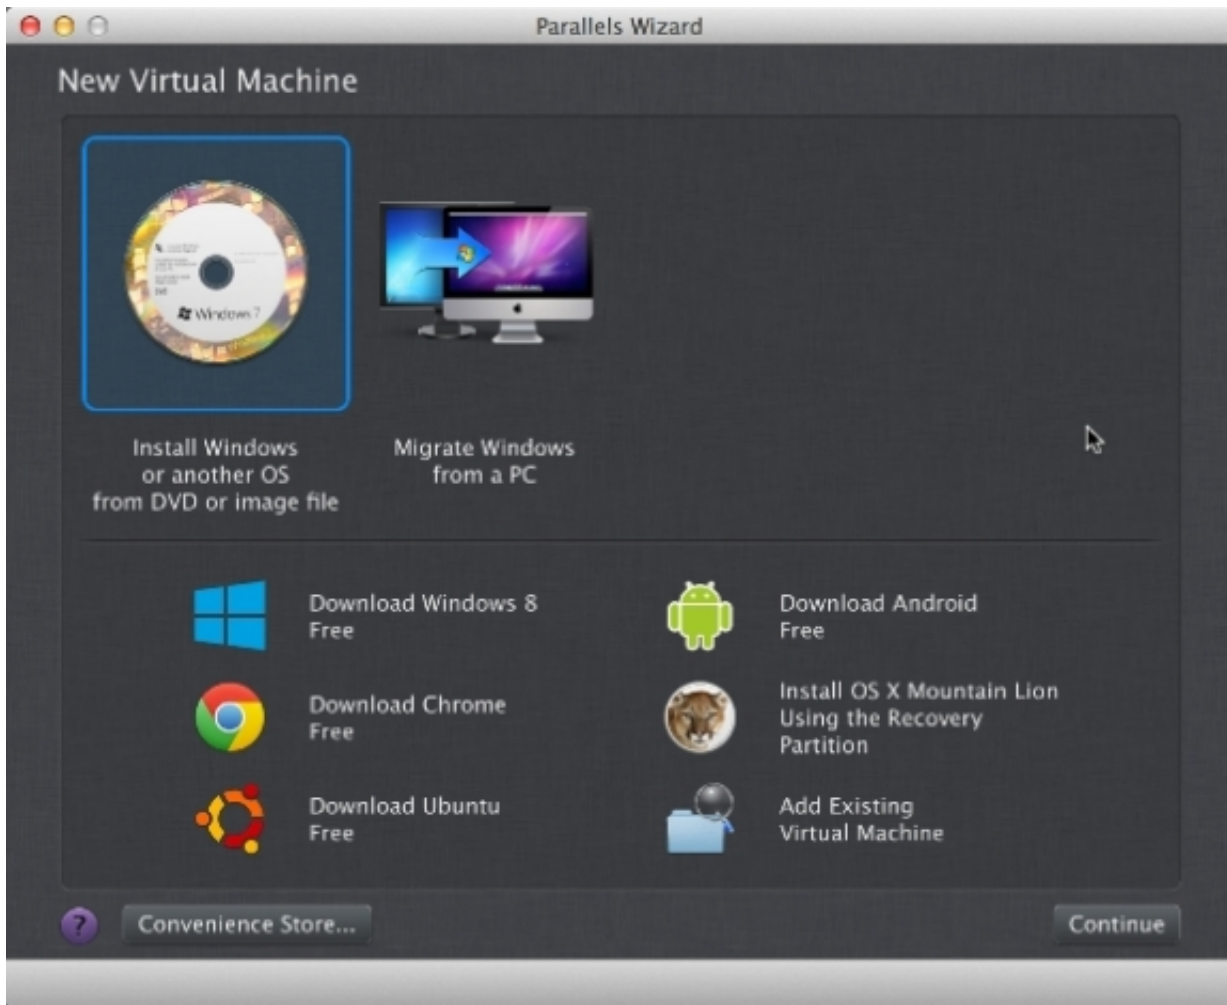 Parallels Wizard
New Virtual Machine
Windows 7
Install Windows
or another OS
from DVD or image file
Migrate Windows
from a PC
Download Windows 8
Free
Download Android
Free
Download Chrome
Free
Install OS X Mountain Lion
Using the Recovery
Partition
Download Ubuntu
Free
Add Existing
Virtual Machine
?
Convenience Store...
Continue